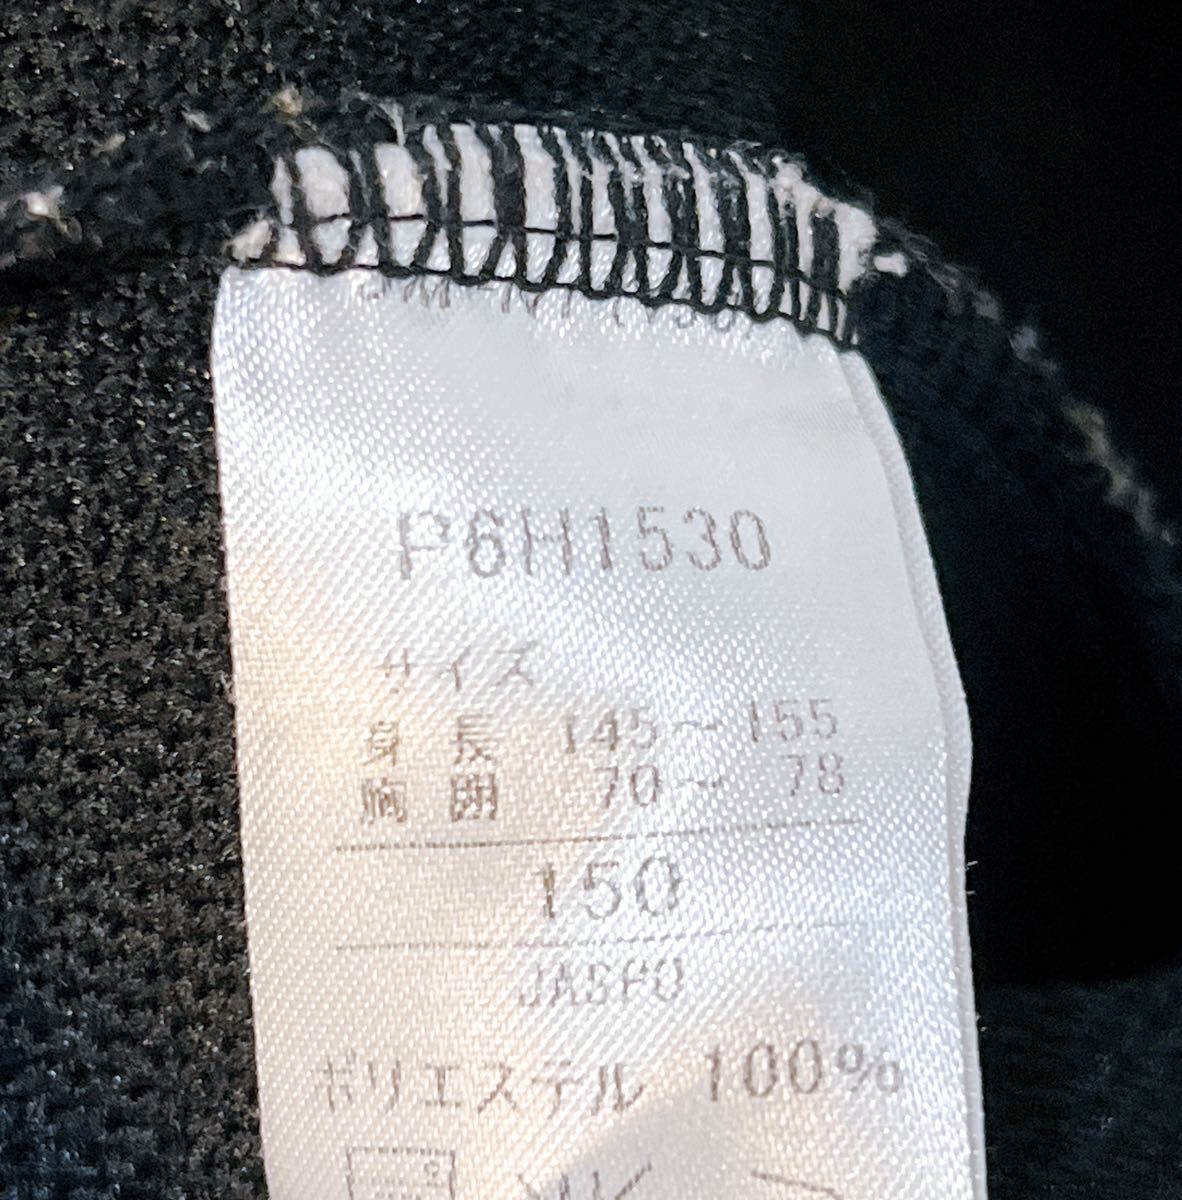 P6H1530
サイズ
身 長 145～155
胸 囲 70～ 78
150
JASPO
ポリエステル 100%